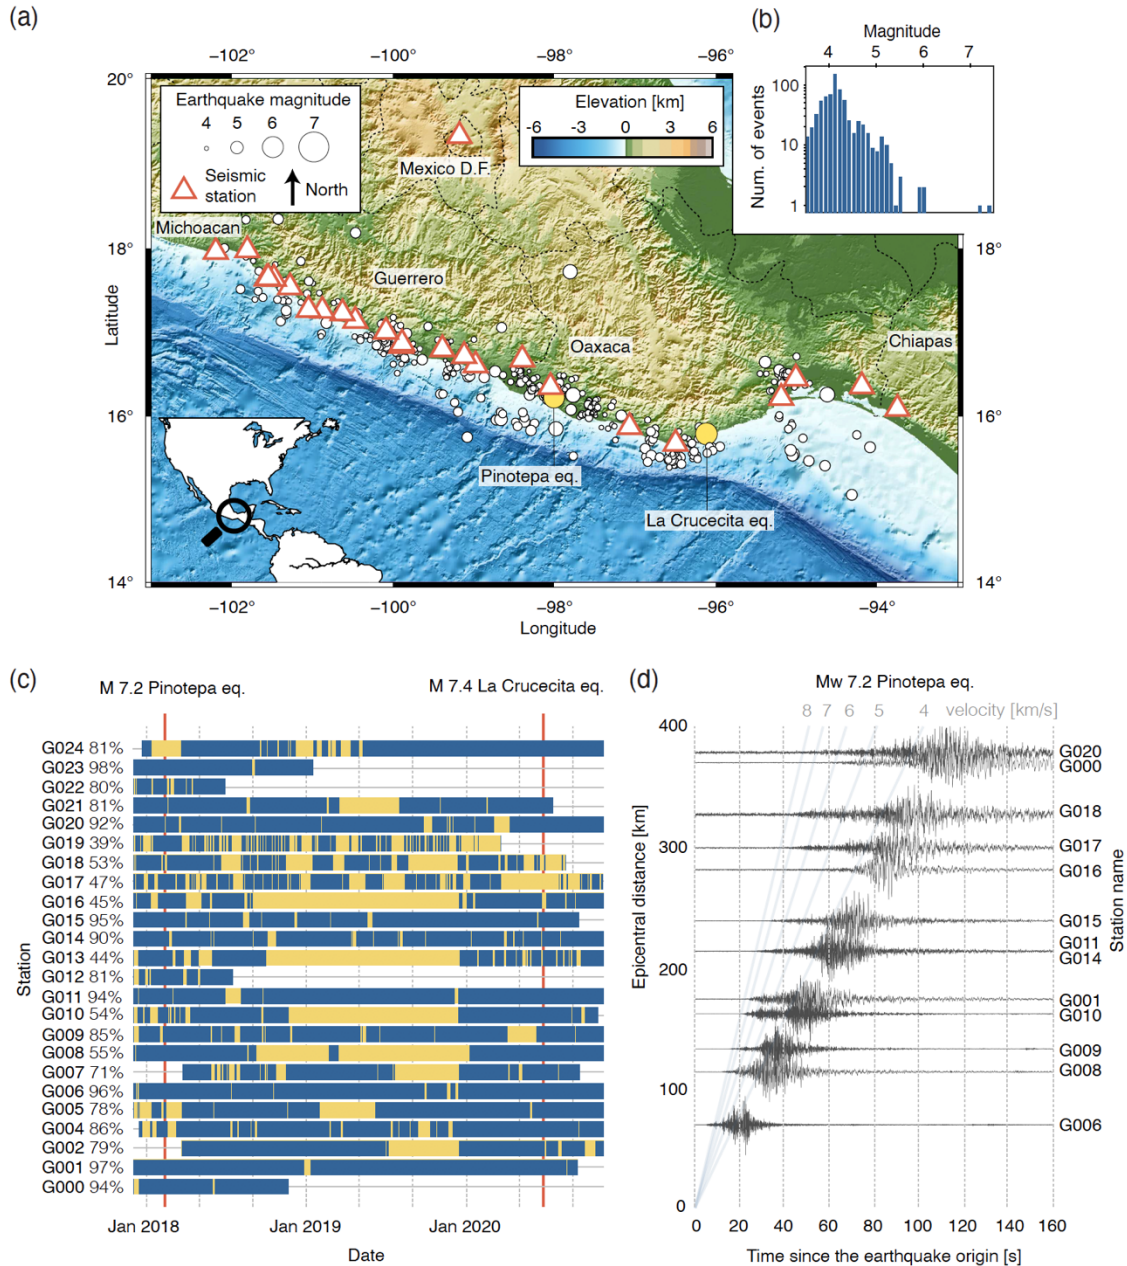 (a)
−102° −100° −98° −96°
20°
Earthquake magnitude
4 5 6 7
Seismic station
North
Elevation [km]
-6 -3 0 3 6
Mexico D.F.
Michoacan
18° 18°
Guerrero
Oaxaca
Chiapas
Latitude
16° 16°
Pinotepa eq.
La Crucecita eq.
14° 14°
−102° −100° −98° −96° −94°
Longitude
(b)
Magnitude
4 5 6 7
Num. of events
100
10
1
(c)
M 7.2 Pinotepa eq.
M 7.4 La Crucecita eq.
Station
G024 81%
G023 98%
G022 80%
G021 81%
G020 92%
G019 39%
G018 53%
G017 47%
G016 45%
G015 95%
G014 90%
G013 44%
G012 81%
G011 94%
G010 54%
G009 85%
G008 55%
G007 71%
G006 96%
G005 78%
G004 86%
G002 79%
G001 97%
G000 94%
Jan 2018 Jan 2019 Jan 2020
Date
(d)
Mw 7.2 Pinotepa eq.
8 7 6 5 4 velocity [km/s]
Epicentral distance [km]
400
300
200
100
0
G020
G000
G018
G017
G016
G015
G011
G014
G001
G010
G009
G008
G006
Station name
0 20 40 60 80 100 120 140 160
Time since the earthquake origin [s]